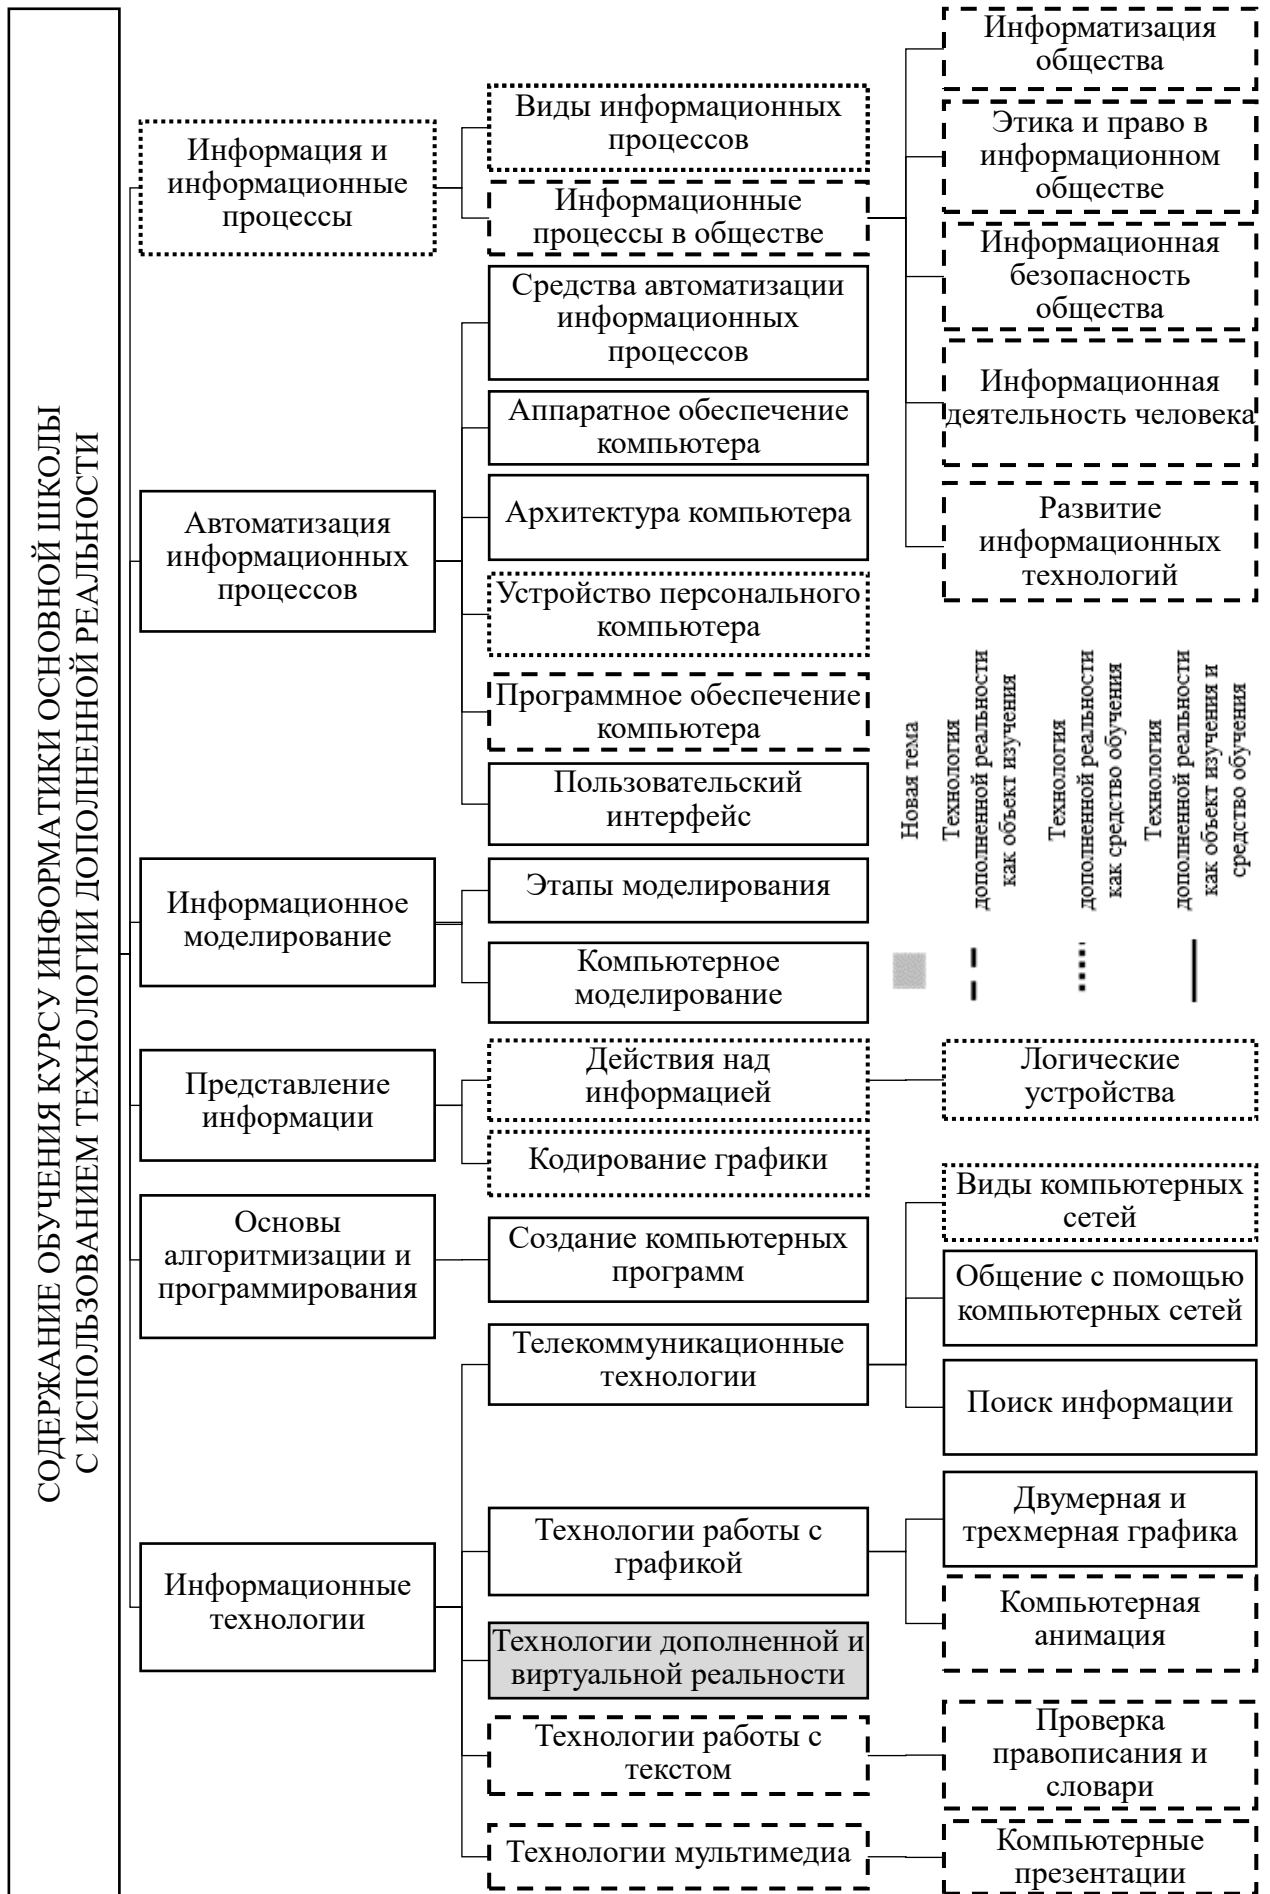 СОДЕРЖАНИЕ ОБУЧЕНИЯ КУРСУ ИНФОРМАТИКИ ОСНОВНОЙ ШКОЛЫ
С ИСПОЛЬЗОВАНИЕМ ТЕХНОЛОГИИ ДОПОЛНЕННОЙ РЕАЛЬНОСТИ
Информация и
информационные
процессы
Виды информационных
процессов
Информационные
процессы в обществе
Информатизация
общества
Этика и право в
информационном
обществе
Информационная
безопасность
общества
Информационная
деятельность человека
Развитие
информационных
технологий
Автоматизация
информационных
процессов
Средства автоматизации
информационных
процессов
Аппаратное обеспечение
компьютера
Архитектура компьютера
Устройство персонального
компьютера
Программное обеспечение
компьютера
Пользовательский
интерфейс
Новая тема
Технология
дополненной реальности
как объект изучения
Технология
дополненной реальности
как средство обучения
Технология
дополненной реальности
как объект изучения и
средство обучения
Информационное
моделирование
Этапы моделирования
Компьютерное
моделирование
Представление
информации
Действия над
информацией
Логические
устройства
Кодирование графики
Основы
алгоритмизации и
программирования
Создание компьютерных
программ
Информационные
технологии
Телекоммуникационные
технологии
Виды компьютерных
сетей
Общение с помощью
компьютерных сетей
Поиск информации
Технологии работы с
графикой
Двумерная и
трехмерная графика
Компьютерная
анимация
Технологии дополненной и
виртуальной реальности
Технологии работы с
текстом
Проверка
правописания и
словари
Технологии мультимедиа
Компьютерные
презентации